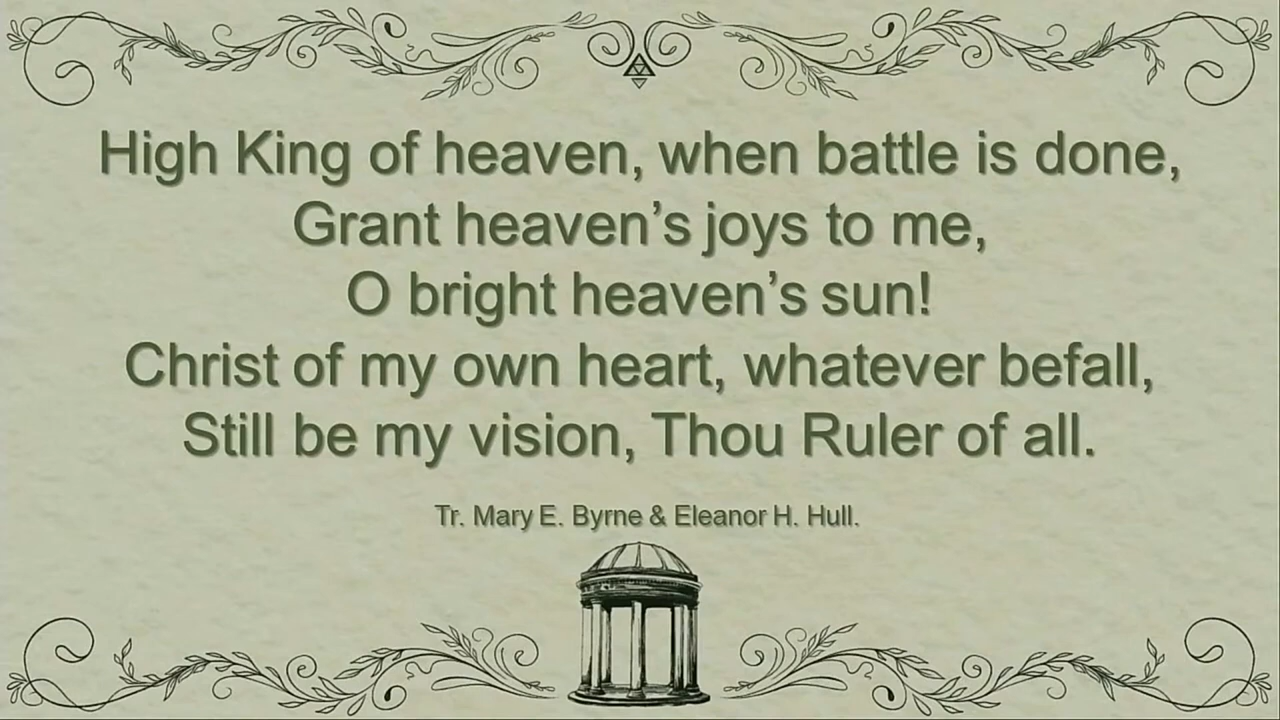 High King of heaven, when battle is done,
Grant heaven’s joys to me,
O bright heaven’s sun!
Christ of my own heart, whatever befall,
Still be my vision, Thou Ruler of all.
Tr. Mary E. Byrne & Eleanor H. Hull.